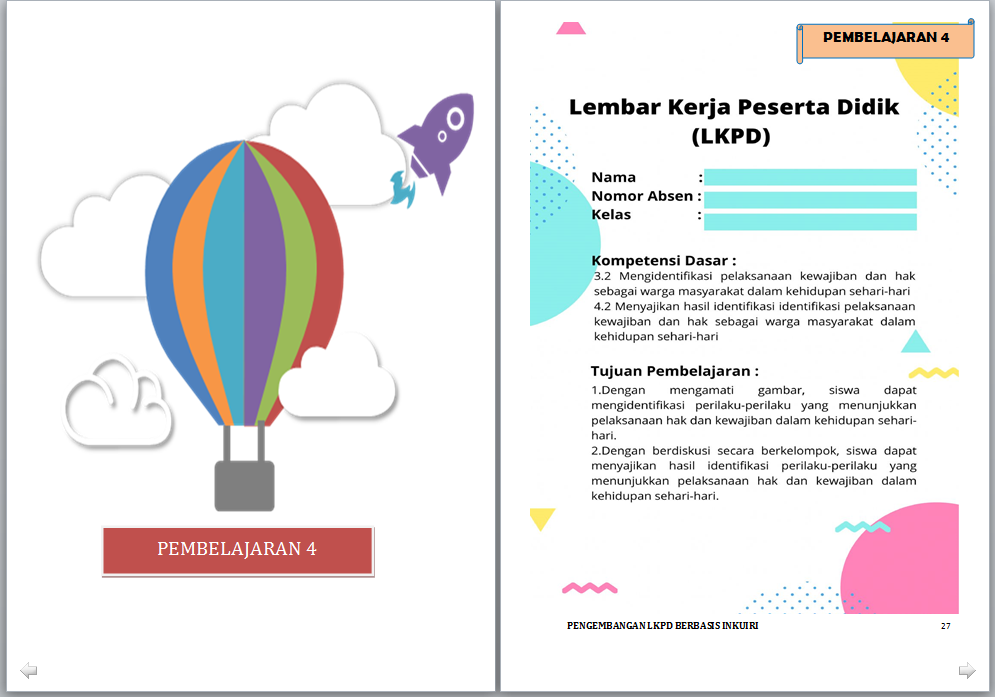 PEMBELAJARAN 4
PEMBELAJARAN 4
Lembar Kerja Peserta Didik
(LKPD)
Nama :
Nomor Absen :
Kelas :
Kompetensi Dasar :
3.2 Mengidentifikasi pelaksanaan kewajiban dan hak
sebagai warga masyarakat dalam kehidupan sehari-hari
4.2 Menyajikan hasil identifikasi identifikasi pelaksanaan
kewajiban dan hak sebagai warga masyarakat dalam
kehidupan sehari-hari
Tujuan Pembelajaran :
1.Dengan mengamati gambar, siswa dapat
mengidentifikasi perilaku-perilaku yang menunjukkan
pelaksanaan hak dan kewajiban dalam kehidupan sehari-
hari.
2.Dengan berdiskusi secara berkelompok, siswa dapat
menyajikan hasil identifikasi perilaku-perilaku yang
menunjukkan pelaksanaan hak dan kewajiban dalam
kehidupan sehari-hari.
PENGEMBANGAN LKPD BERBASIS INKUIRI 27